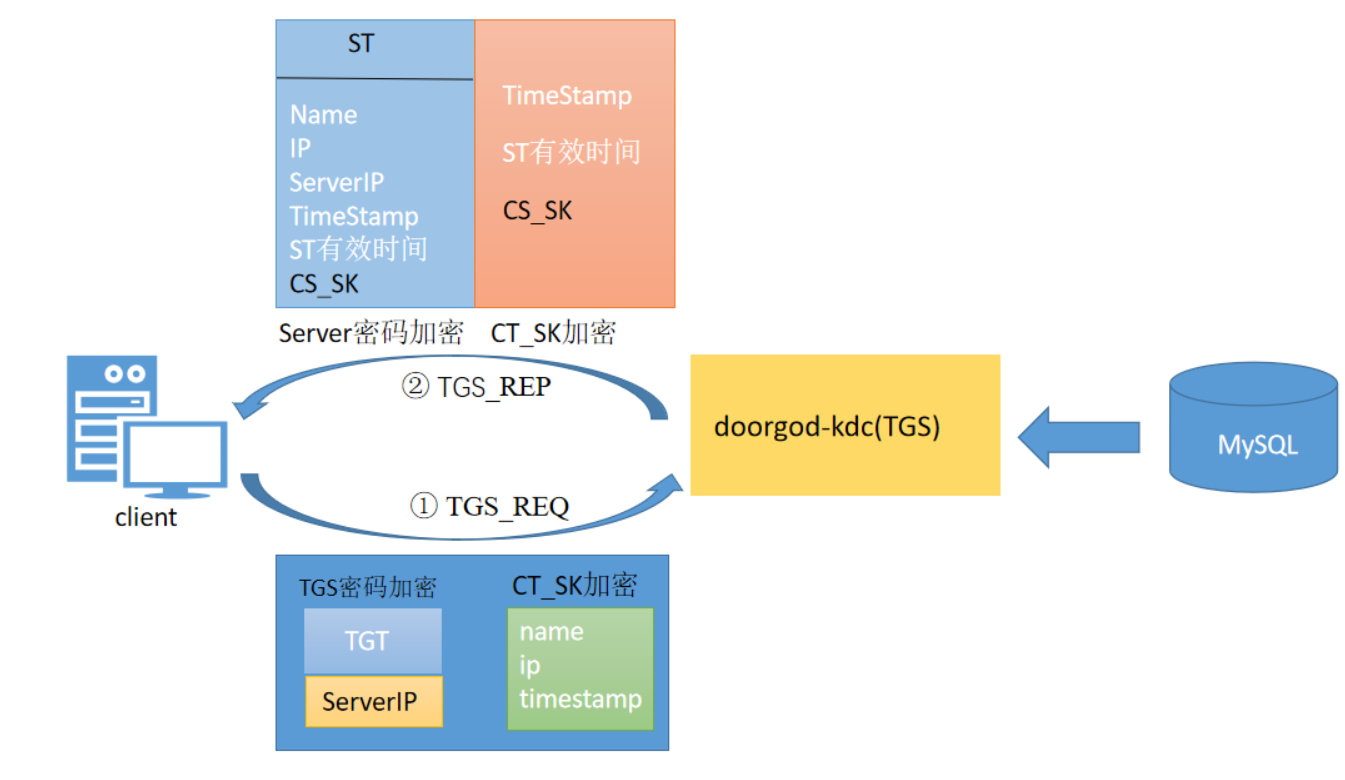 ST
Name
IP
ServerIP
TimeStamp
ST有效时间
CS_SK
TimeStamp
ST有效时间
CS_SK
Server密码加密
CT_SK加密
② TGS_REP
doorgod-kdc(TGS)
MySQL
client
① TGS_REQ
TGS密码加密
TGT
ServerIP
CT_SK加密
name
ip
timestamp